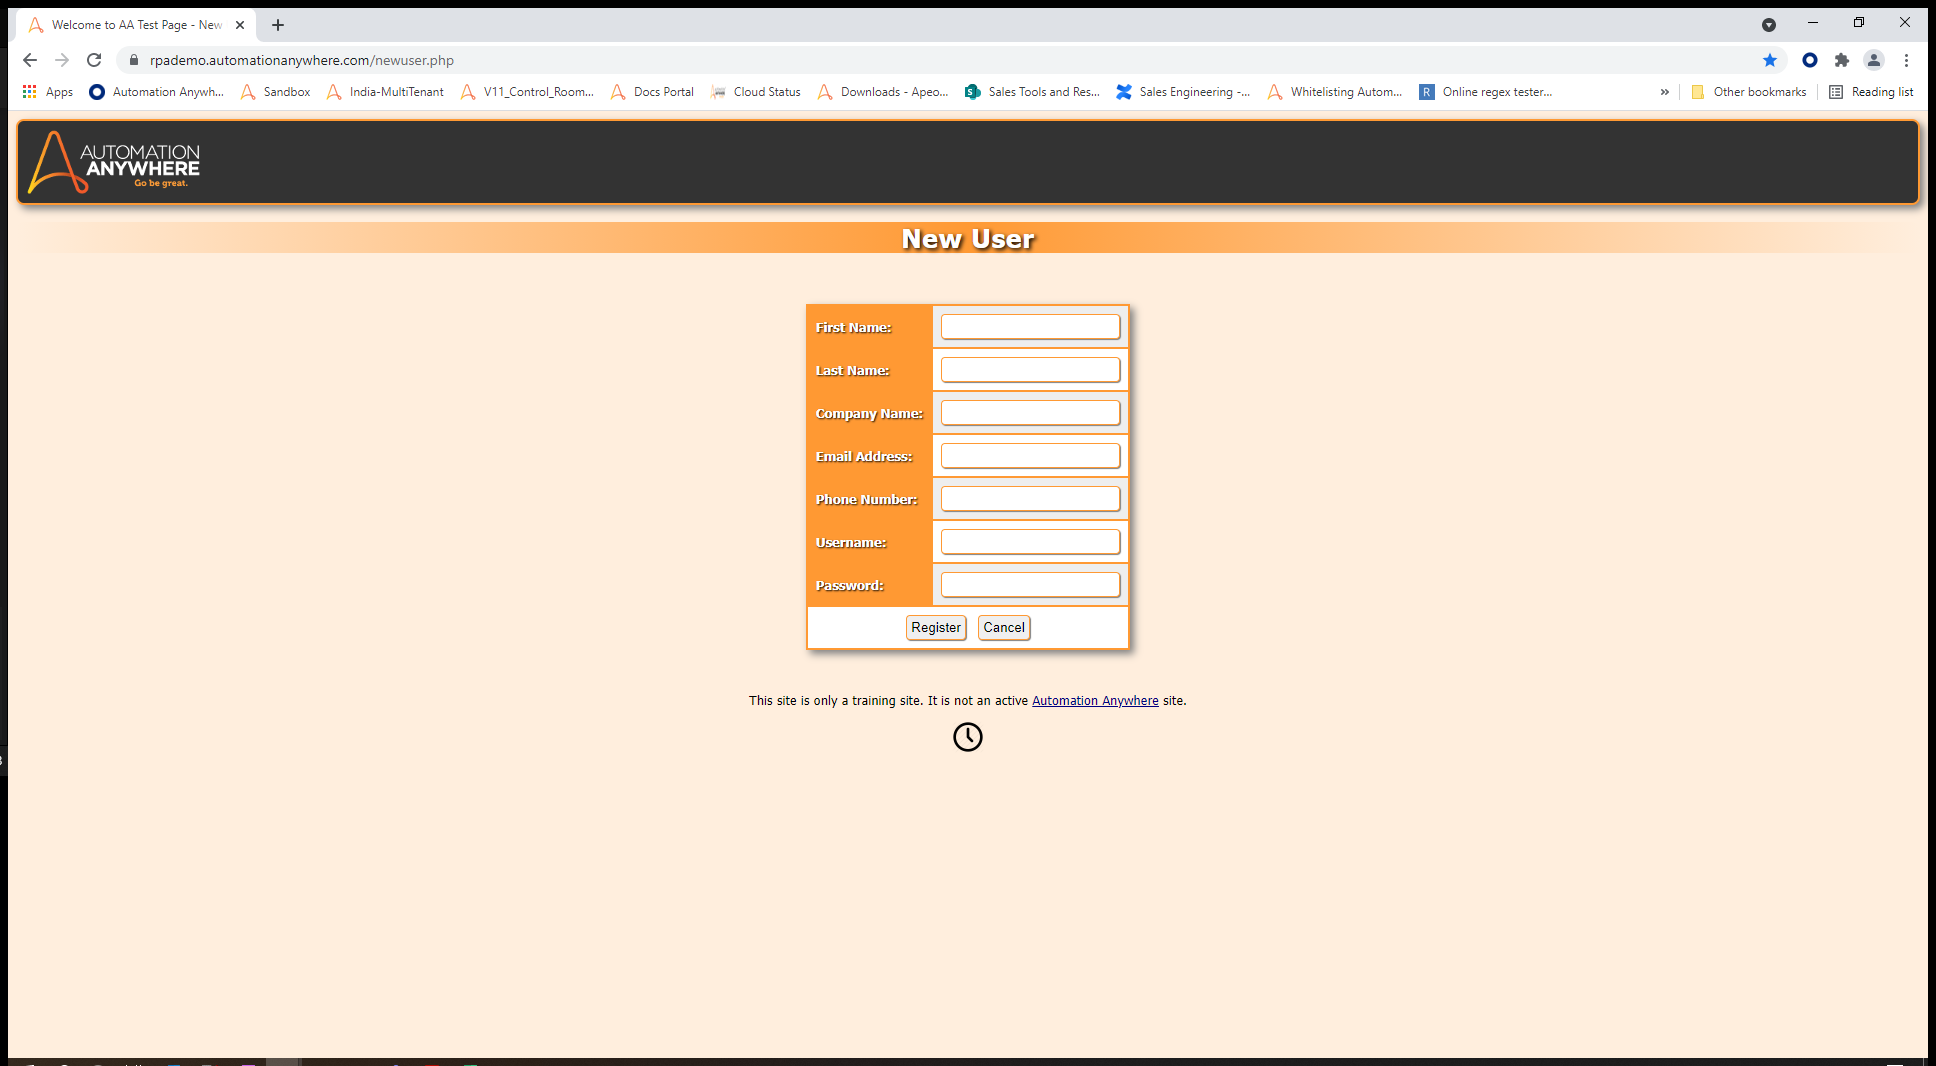 Welcome to AA Test Page - New
rpademo.automationanywhere.com/newuser.php
Apps
Automation Anywh...
Sandbox
India-MultiTenant
V11_Control_Room...
Docs Portal
Cloud Status
Downloads - Apeo...
Sales Tools and Res...
Sales Engineering -...
Whitelisting Autom...
R
Online regex tester...
»
Other bookmarks
Reading list
AUTOMATION
ANYWHERE
Go be great.
New User
First Name:
Last Name:
Company Name:
Email Address:
Phone Number:
Username:
Password:
Register
Cancel
This site is only a training site. It is not an active Automation Anywhere site.